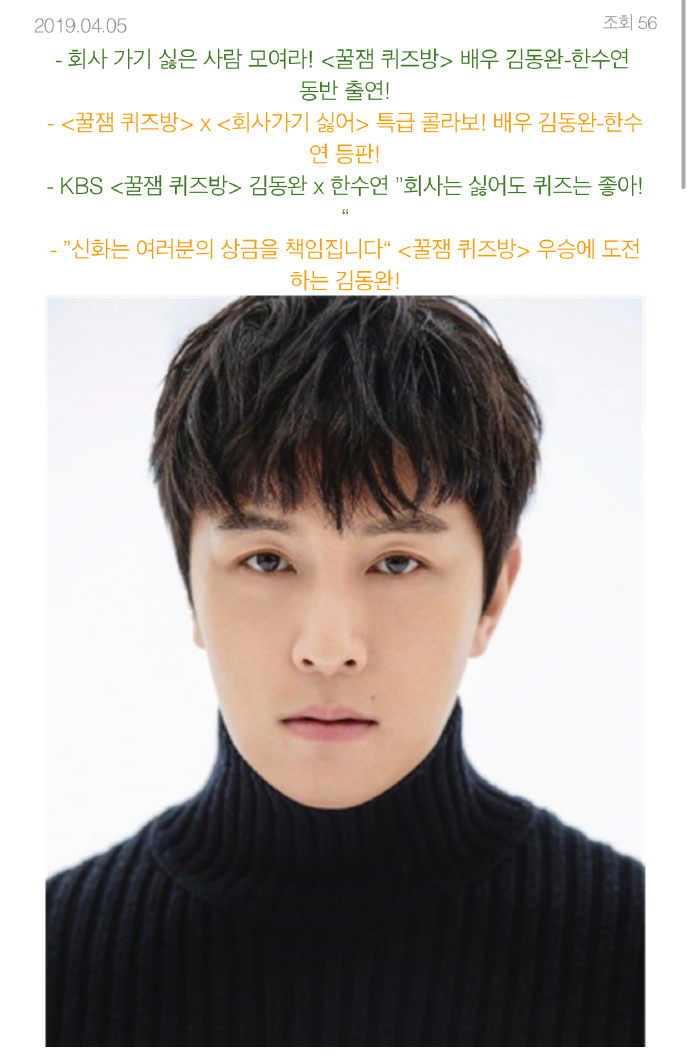 2019.04.05
조회 56
- 회사 가기 싫은 사람 모여라! <꿀잼 퀴즈방> 배우 김동완-한수연
동반 출연!
- <꿀잼 퀴즈방> x <회사가기 싫어> 특급 콜라보! 배우 김동완-한수
연 등판!
- KBS <꿀잼 퀴즈방> 김동완 x 한수연 ”회사는 싫어도 퀴즈는 좋아!
“
- ”신화는 여러분의 상금을 책임집니다“ <꿀잼 퀴즈방> 우승에 도전
하는 김동완!